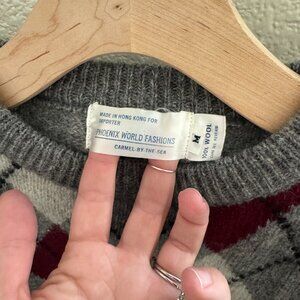 MADE IN HONG KONG FOR
IMPORTER
PHOENIX WORLD FASHIONS
CARMEL-BY-THE-SEA
M
100% WOOL